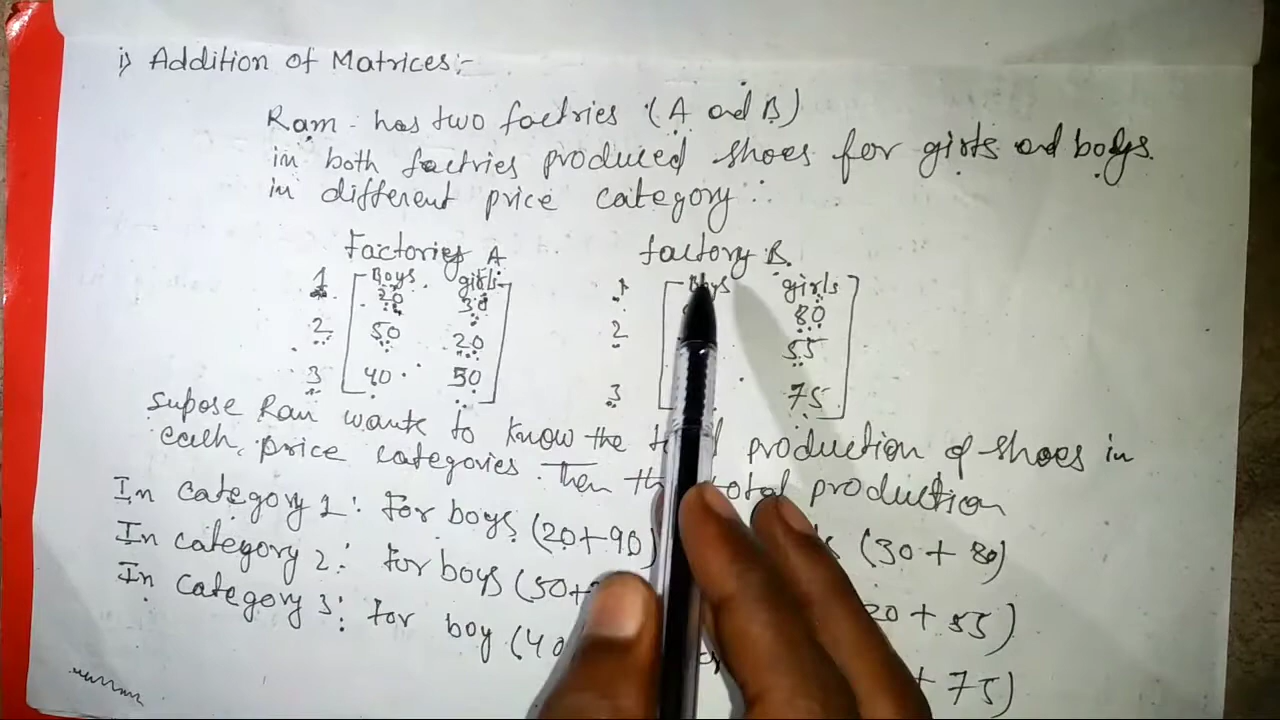 i) Addition of Matrices:-
Ram has two factries (A and B)
in both factries produced shoes for girls and boys.
in different price category
Factories A factory B.
Boys girls Boys girls
1 20 30 1 80
2 50 20 2 55
3 40 50 3 75
Supose Ram wants to know the production of shoes in
each price categories. Then total production
In category 1: For boys (20+90) (30+80)
In category 2: For boys (50+ 20+55)
In category 3: For boy (40 +75)